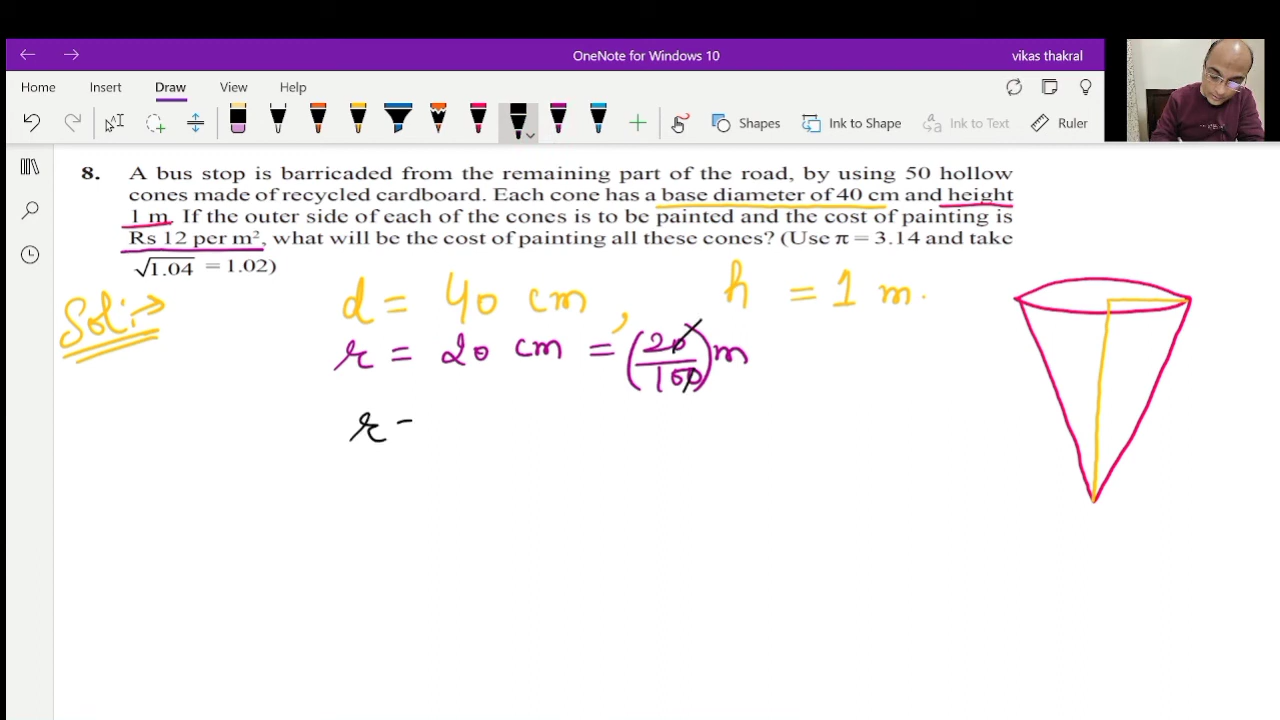 OneNote for Windows 10
vikas thakral
Home Insert Draw View Help
Shapes Ink to Shape Ink to Text Ruler
8. A bus stop is barricaded from the remaining part of the road, by using 50 hollow
cones made of recycled cardboard. Each cone has a base diameter of 40 cm and height
1 m. If the outer side of each of the cones is to be painted and the cost of painting is
Rs 12 per m², what will be the cost of painting all these cones? (Use π = 3.14 and take
√1.04 = 1.02)
Sol:→ d = 40 cm, h = 1 m.
r = 20 cm = (20/100) m
r -